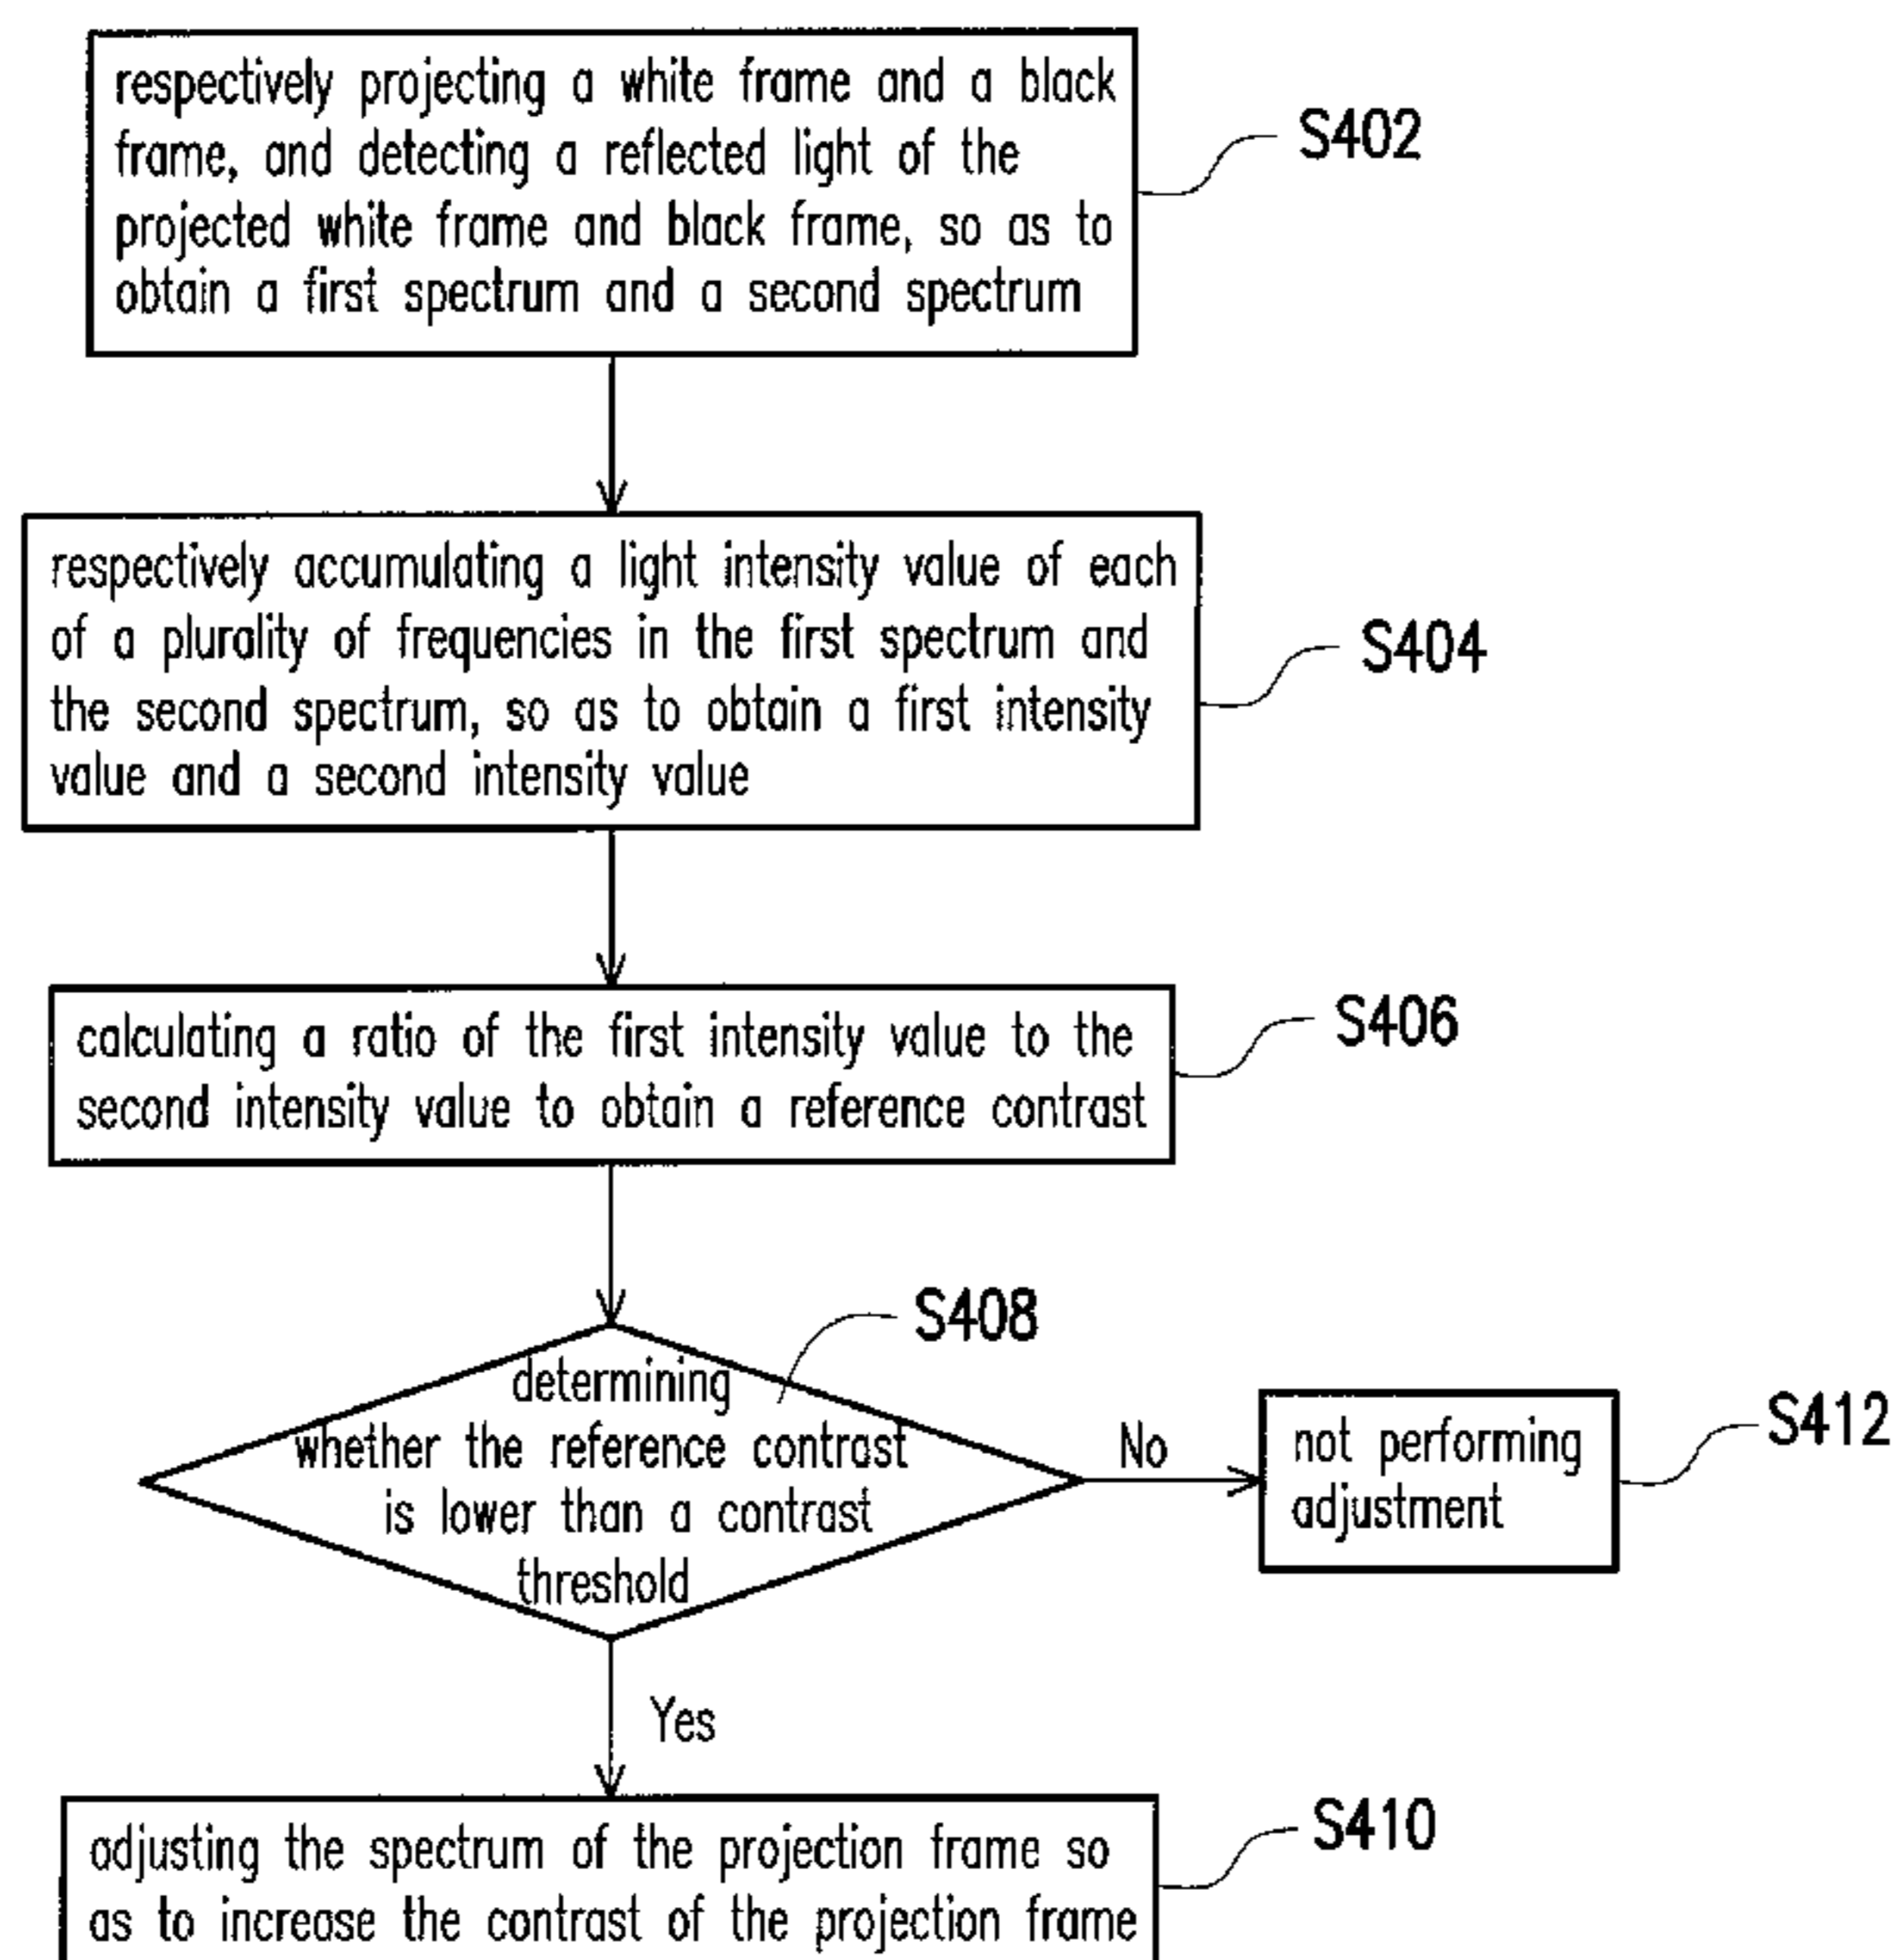 respectively projecting a white frame and a black
frame, and detecting a reflected light of the
projected white frame and black frame, so as to
obtain a first spectrum and a second spectrum
S402
respectively accumulating a light intensity value of each
of a plurality of frequencies in the first spectrum and
the second spectrum, so as to obtain a first intensity
value and a second intensity value
S404
calculating a ratio of the first intensity value to the
second intensity value to obtain a reference contrast
S406
S408
determining
whether the reference contrast
is lower than a contrast
threshold
No
not performing
adjustment
S412
Yes
adjusting the spectrum of the projection frame so
as to increase the contrast of the projection frame
S410